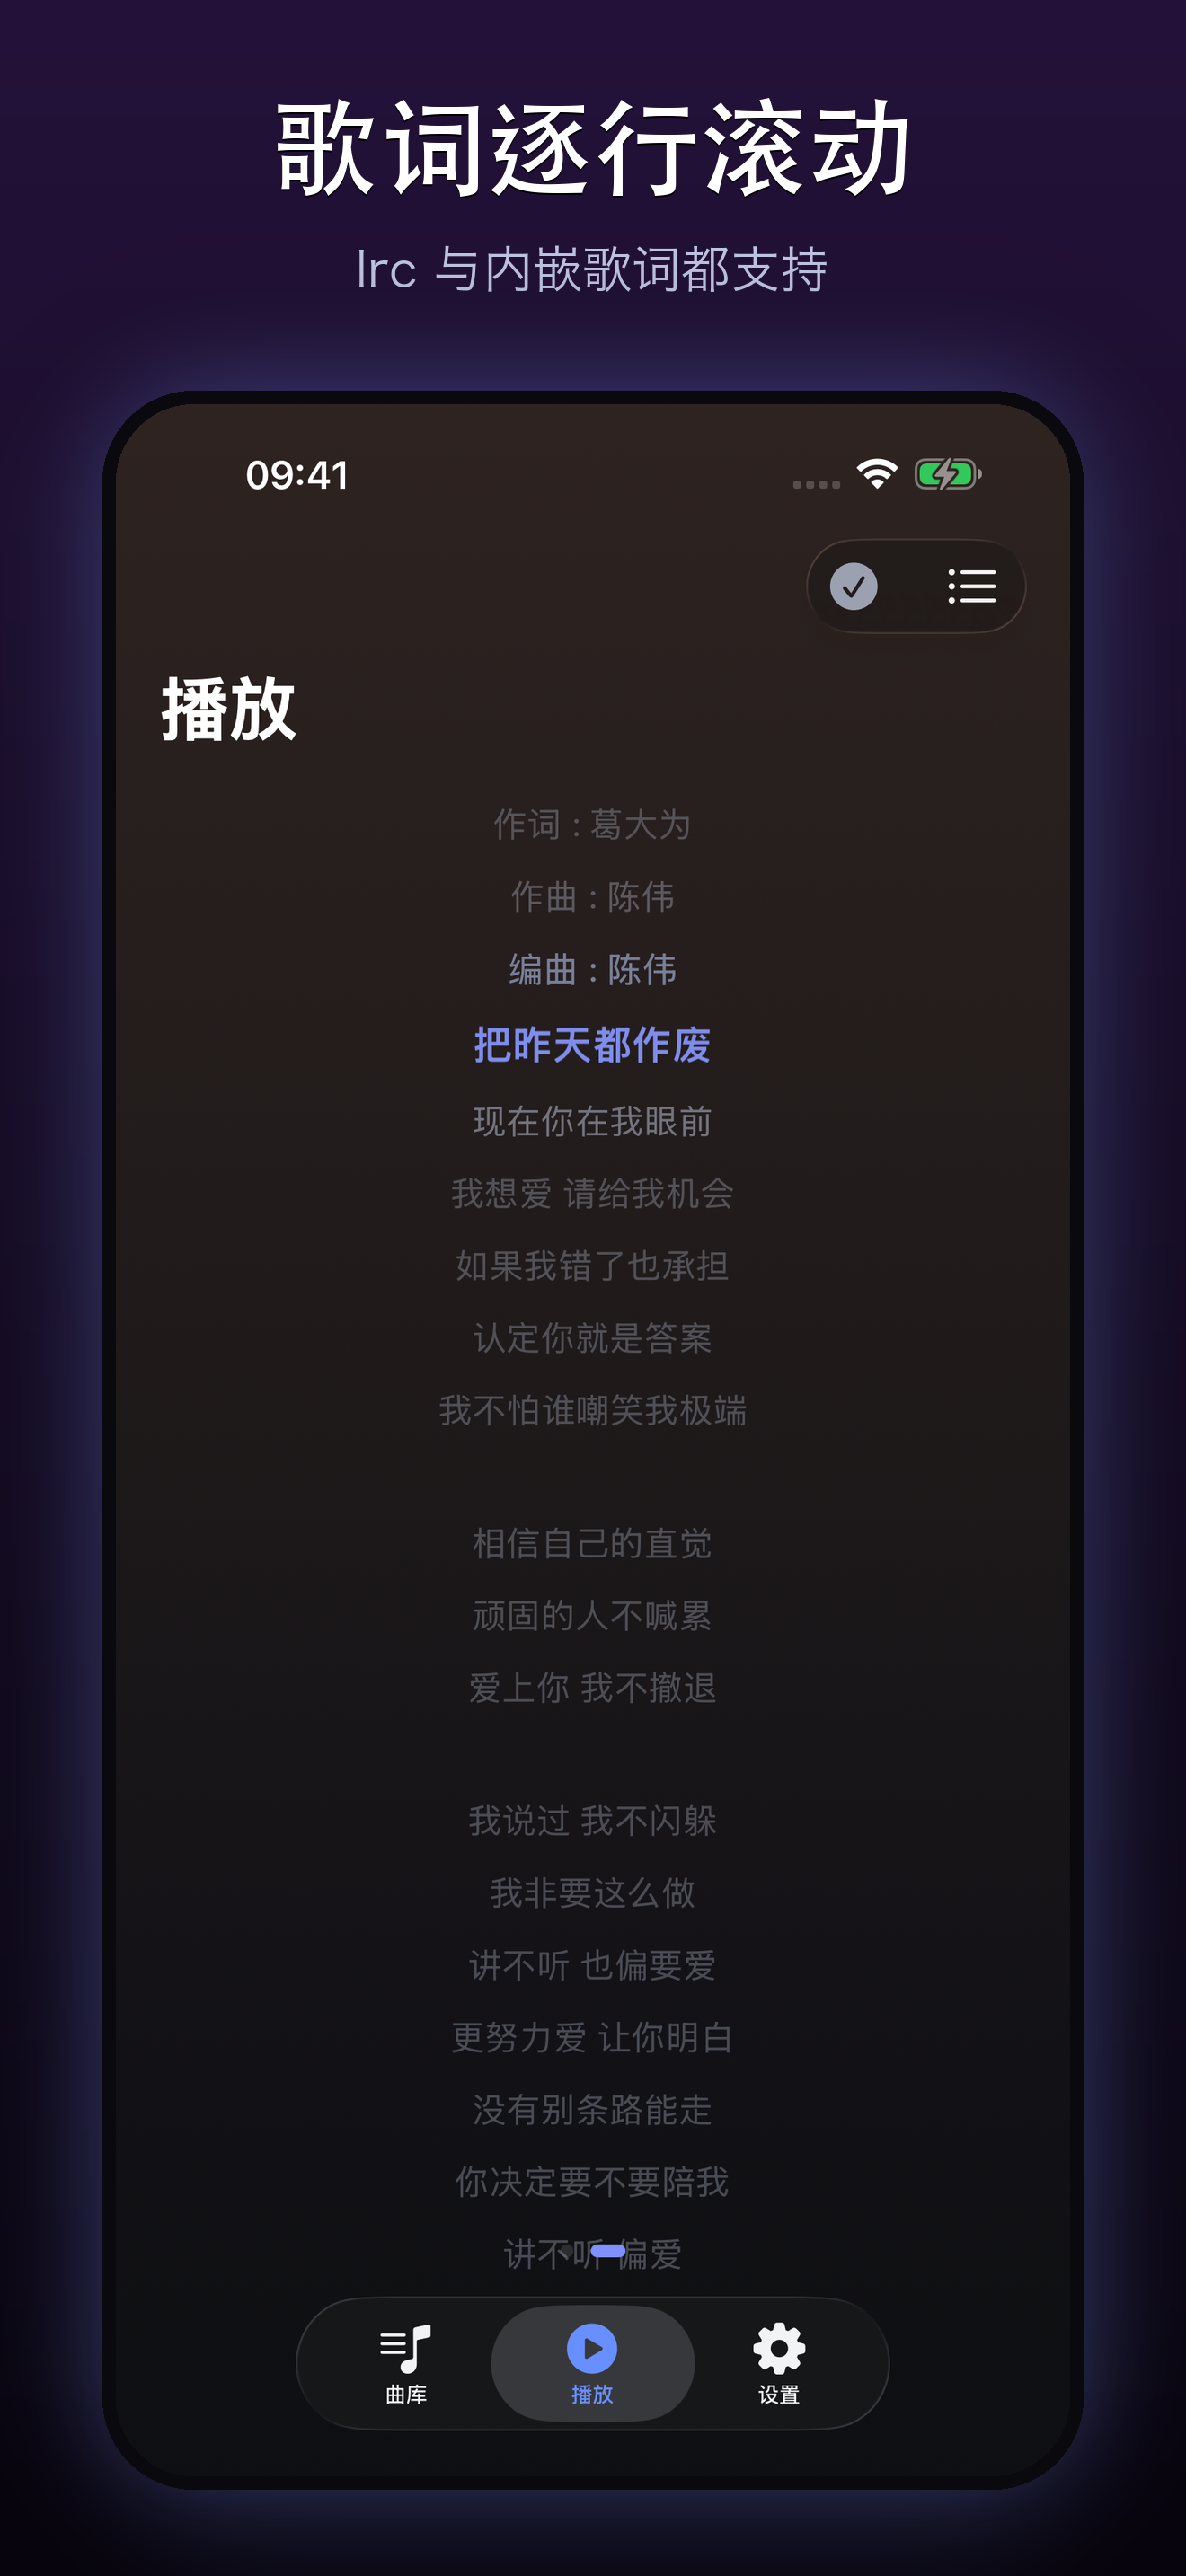 歌词逐行滚动
lrc 与内嵌歌词都支持
09:41
播放
作词 : 葛大为
作曲 : 陈伟
编曲 : 陈伟
把昨天都作废
现在你在我眼前
我想爱 请给我机会
如果我错了也承担
认定你就是答案
我不怕谁嘲笑我极端
相信自己的直觉
顽固的人不喊累
爱上你 我不撤退
我说过 我不闪躲
我非要这么做
讲不听 也偏要爱
更努力爱 让你明白
没有别条路能走
你决定要不要陪我
讲不听 偏爱
曲库
播放
设置